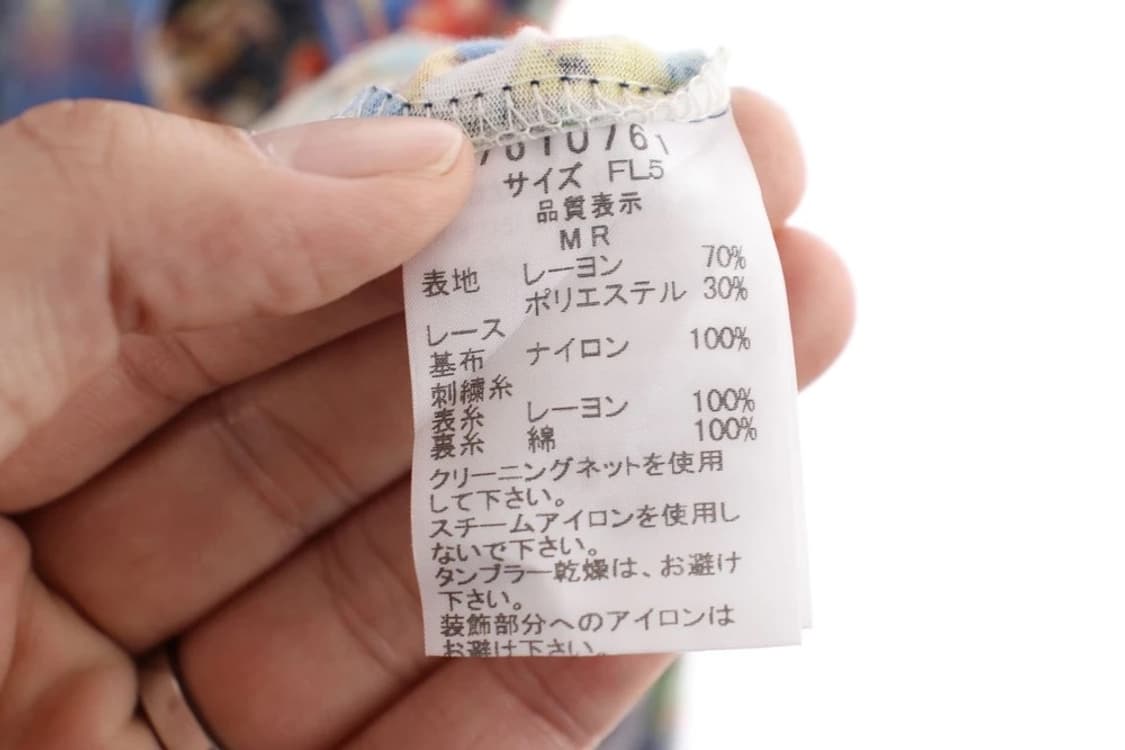 サイズ FL5
品質表示
MR
表地 レーヨン 70%
ポリエステル 30%
レース
基布 ナイロン 100%
刺繍糸
表糸 レーヨン 100%
裏糸 綿 100%
クリーニングネットを使用
して下さい。
スチームアイロンを使用し
ないで下さい。
タンブラー乾燥は、お避け
下さい。
装飾部分へのアイロンは
お避け下さい。